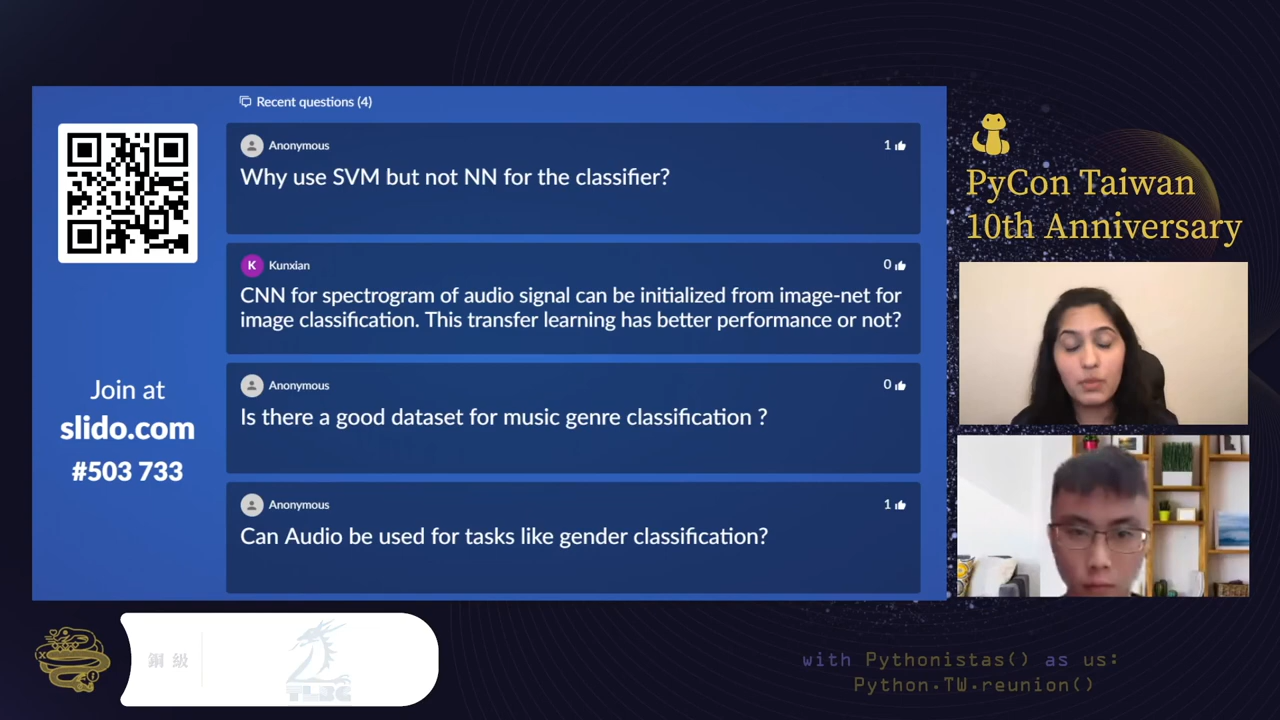 Recent questions (4)
Anonymous
1
Why use SVM but not NN for the classifier?
K
Kunxian
0
CNN for spectrogram of audio signal can be initialized from image-net for
image classification. This transfer learning has better performance or not?
Anonymous
0
Is there a good dataset for music genre classification ?
Anonymous
1
Can Audio be used for tasks like gender classification?
Join at
slido.com
#503 733
PyCon Taiwan
10th Anniversary
銅級
TLBC
with Pythonistas() as us:
Python.TW.reunion()